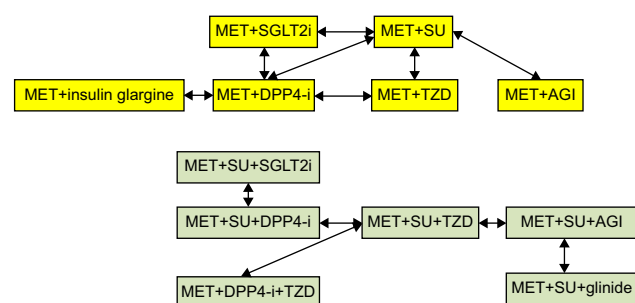 MET+SGLT2i
MET+SU
MET+insulin glargine
MET+DPP4-i
MET+TZD
MET+AGI
MET+SU+SGLT2i
MET+SU+DPP4-i
MET+SU+TZD
MET+SU+AGI
MET+DPP4-i+TZD
MET+SU+glinide